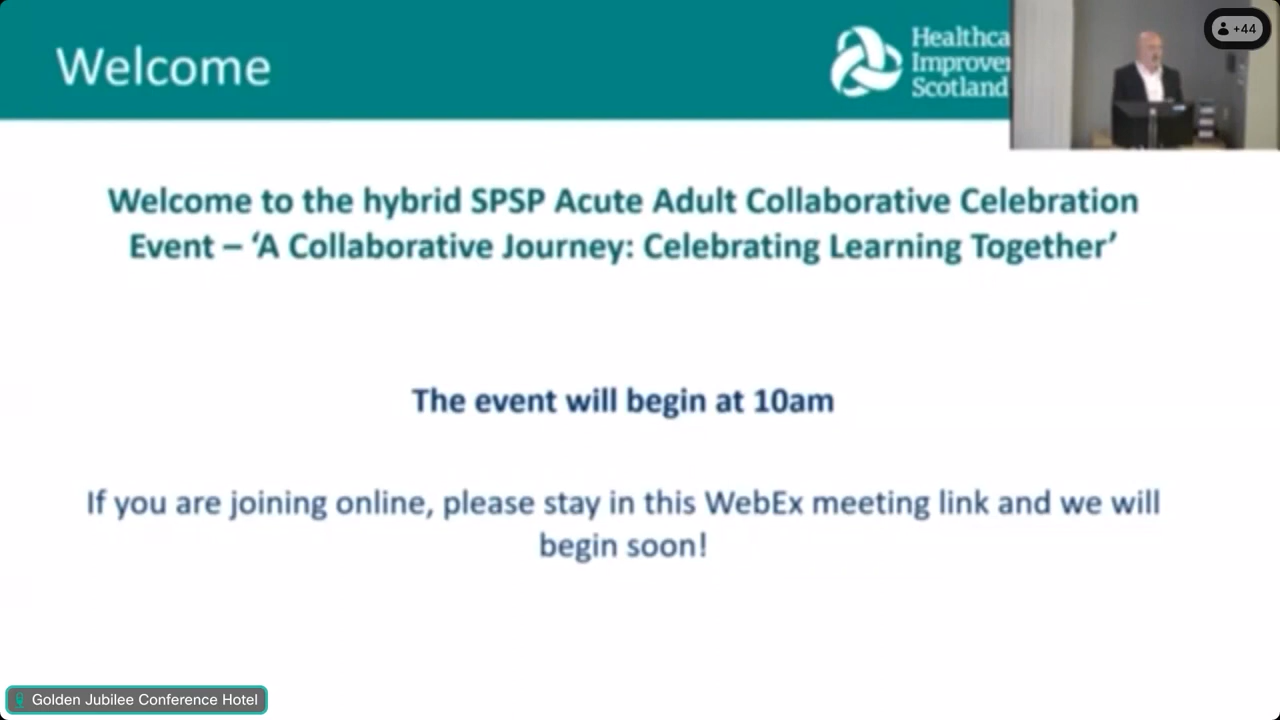 Welcome
Healthca
Improve
Scotland
+44
Welcome to the hybrid SPSP Acute Adult Collaborative Celebration
Event – ‘A Collaborative Journey: Celebrating Learning Together’
The event will begin at 10am
If you are joining online, please stay in this WebEx meeting link and we will
begin soon!
Golden Jubilee Conference Hotel